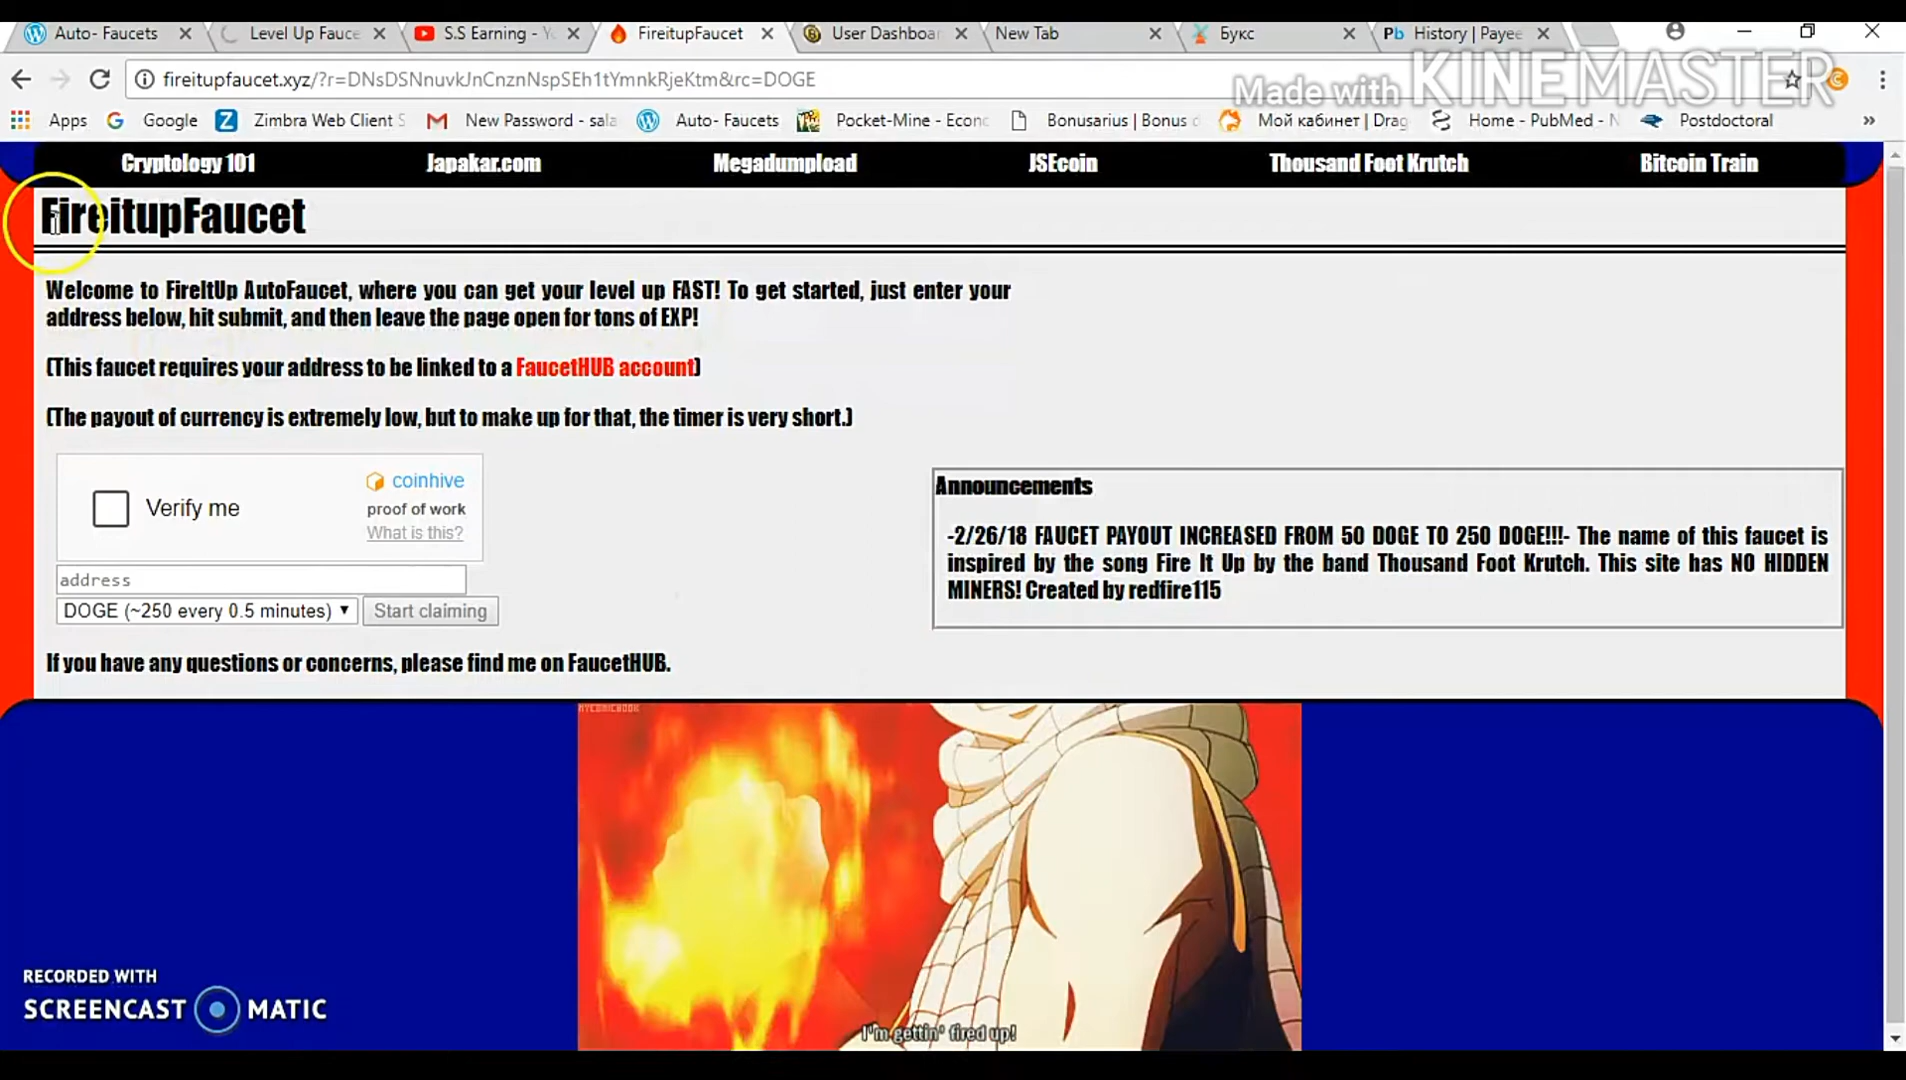 Auto- Faucets
Level Up Fauce
S.S Earning - Yo
FireitupFaucet
User Dashboar
New Tab
Букс
History | Payee
fireitupfaucet.xyz/?r=DNsDSNnuvkJnCnznNspSEh1tYmnkRjeKtm&rc=DOGE
Made with KINEMASTER
Apps
Google
Zimbra Web Client S
New Password - sala
Auto- Faucets
Pocket-Mine - Econo
Bonusarius | Bonus d
Мой кабинет | Drag
Home - PubMed - N
Postdoctoral
Cryptology 101
Japakar.com
Megadumpload
JSEcoin
Thousand Foot Krutch
Bitcoin Train
FireitupFaucet
Welcome to FireItUp AutoFaucet, where you can get your level up FAST! To get started, just enter your
address below, hit submit, and then leave the page open for tons of EXP!
(This faucet requires your address to be linked to a FaucetHUB account)
(The payout of currency is extremely low, but to make up for that, the timer is very short.)
Verify me
coinhive
proof of work
What is this?
address
DOGE (~250 every 0.5 minutes)
Start claiming
If you have any questions or concerns, please find me on FaucetHUB.
Announcements
-2/26/18 FAUCET PAYOUT INCREASED FROM 50 DOGE TO 250 DOGE!!!- The name of this faucet is
inspired by the song Fire It Up by the band Thousand Foot Krutch. This site has NO HIDDEN
MINERS! Created by redfire115
NYCOMICBOOK
I'm gettin' fired up!
RECORDED WITH
SCREENCAST MATIC